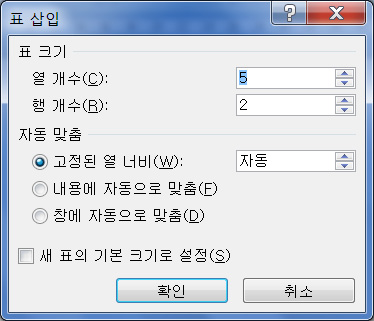 표 삽입
표 크기
열 개수(C): 5
행 개수(R): 2
자동 맞춤
고정된 열 너비(W): 자동
내용에 자동으로 맞춤(F)
창에 자동으로 맞춤(D)
새 표의 기본 크기로 설정(S)
확인 취소